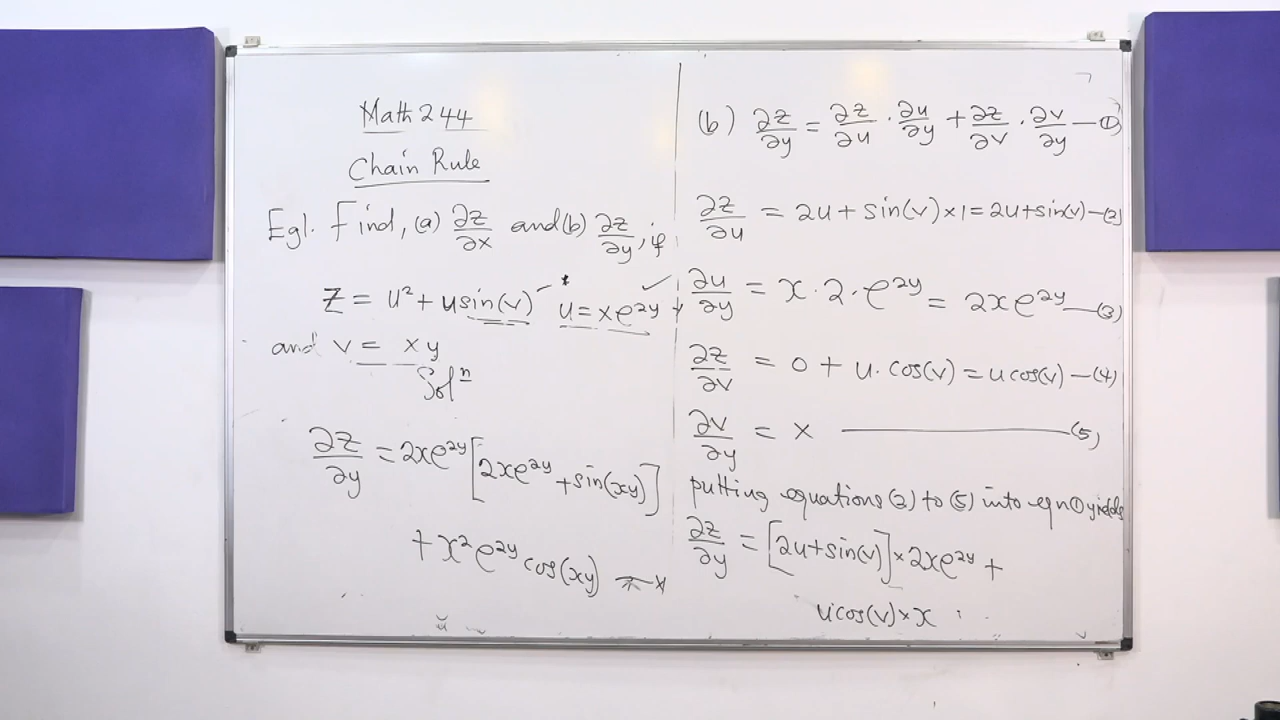 Math 244
Chain Rule
Eg1. Find, (a) ∂z/∂x and (b) ∂z/∂y, if
Z = u² + u sin(v) u = xe^2y
and v = xy
Solⁿ
∂z/∂y = 2xe^2y [2xe^2y + sin(xy)]
+ x² e^2y cos(xy)
(b) ∂z/∂y = ∂z/∂u · ∂u/∂y + ∂z/∂v · ∂v/∂y — ①
∂z/∂u = 2u + sin(v) × 1 = 2u + sin(v) — (2)
∂u/∂y = x · 2 · e^2y = 2xe^2y — (3)
∂z/∂v = 0 + u. cos(v) = u cos(v) — (4)
∂v/∂y = x — (5)
putting equations (2) to (5) into eqn ① yields
∂z/∂y = [2u + sin(v)] × 2xe^2y +
u cos(v) × x